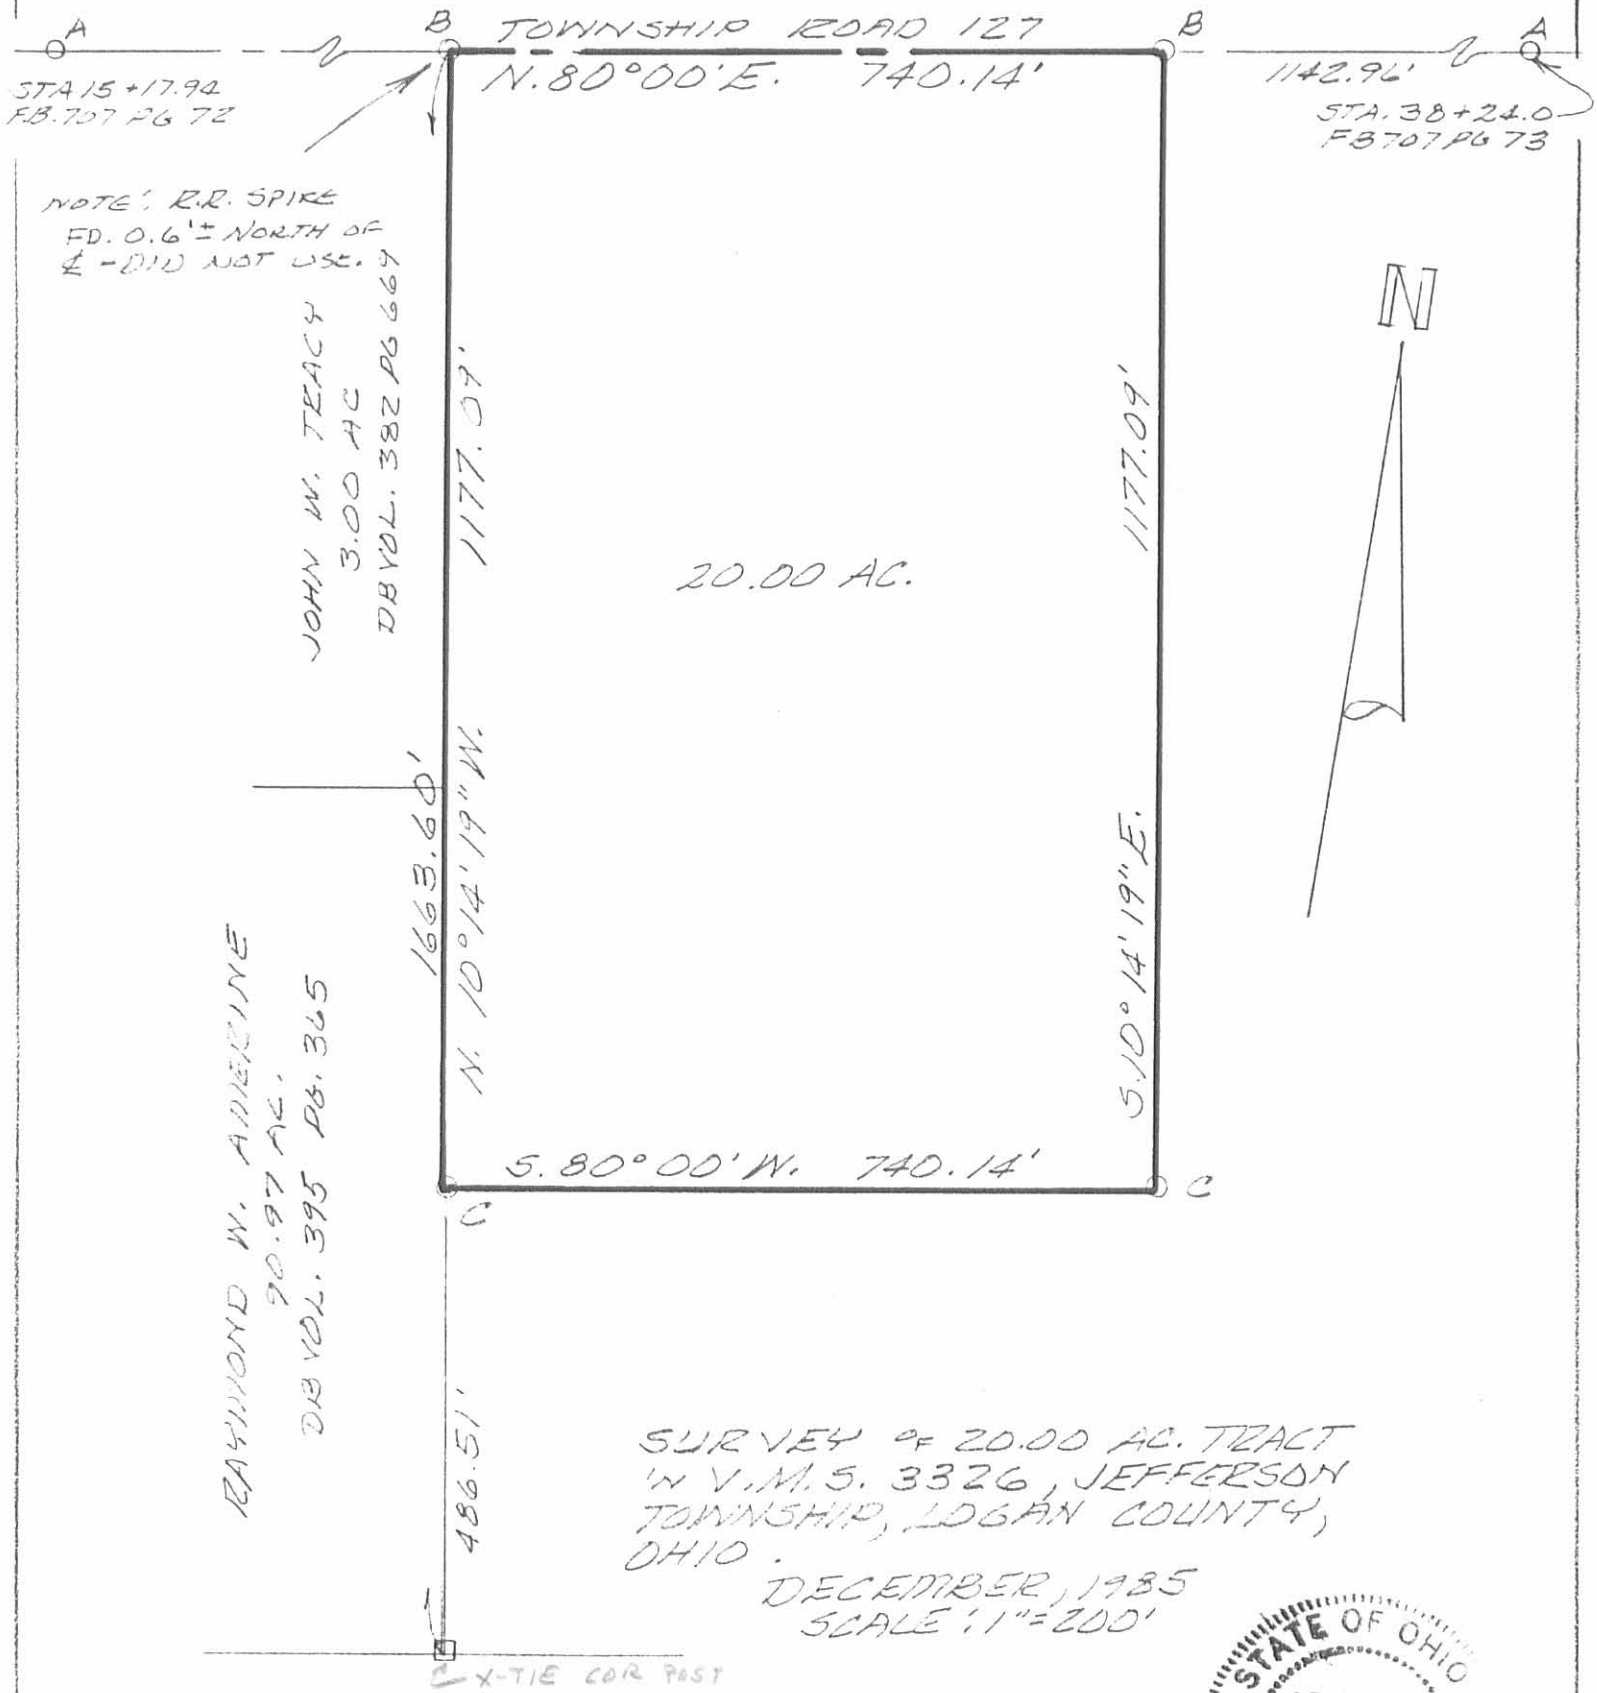 A
B TOWNSHIP ROAD 127 B
A
STA 15+17.94
F.B. 707 PG 72
N. 80°00' E. 740.14'
1142.96'
STA. 38+24.0
FB 707 PG 73
NOTE: R.R. SPIKE
FD. 0.6'± NORTH OF
℄ - DID NOT USE.
N
JOHN W. TRACY
3.00 AC
DB VOL. 382 PG 669
1177.09'
1177.09'
20.00 AC.
1663.60'
N. 10°14'19" W.
S. 10°14'19" E.
RAYMOND W. ADERINE
90.97 AC.
DB VOL. 395 PG. 365
S. 80°00' W. 740.14'
C
C
486.51'
SURVEY OF 20.00 AC. TRACT
IN V.M.S. 3326, JEFFERSON
TOWNSHIP, LOGAN COUNTY,
OHIO.
DECEMBER, 1985
SCALE: 1"=200'
X-TIE COR POST
STATE OF OHIO